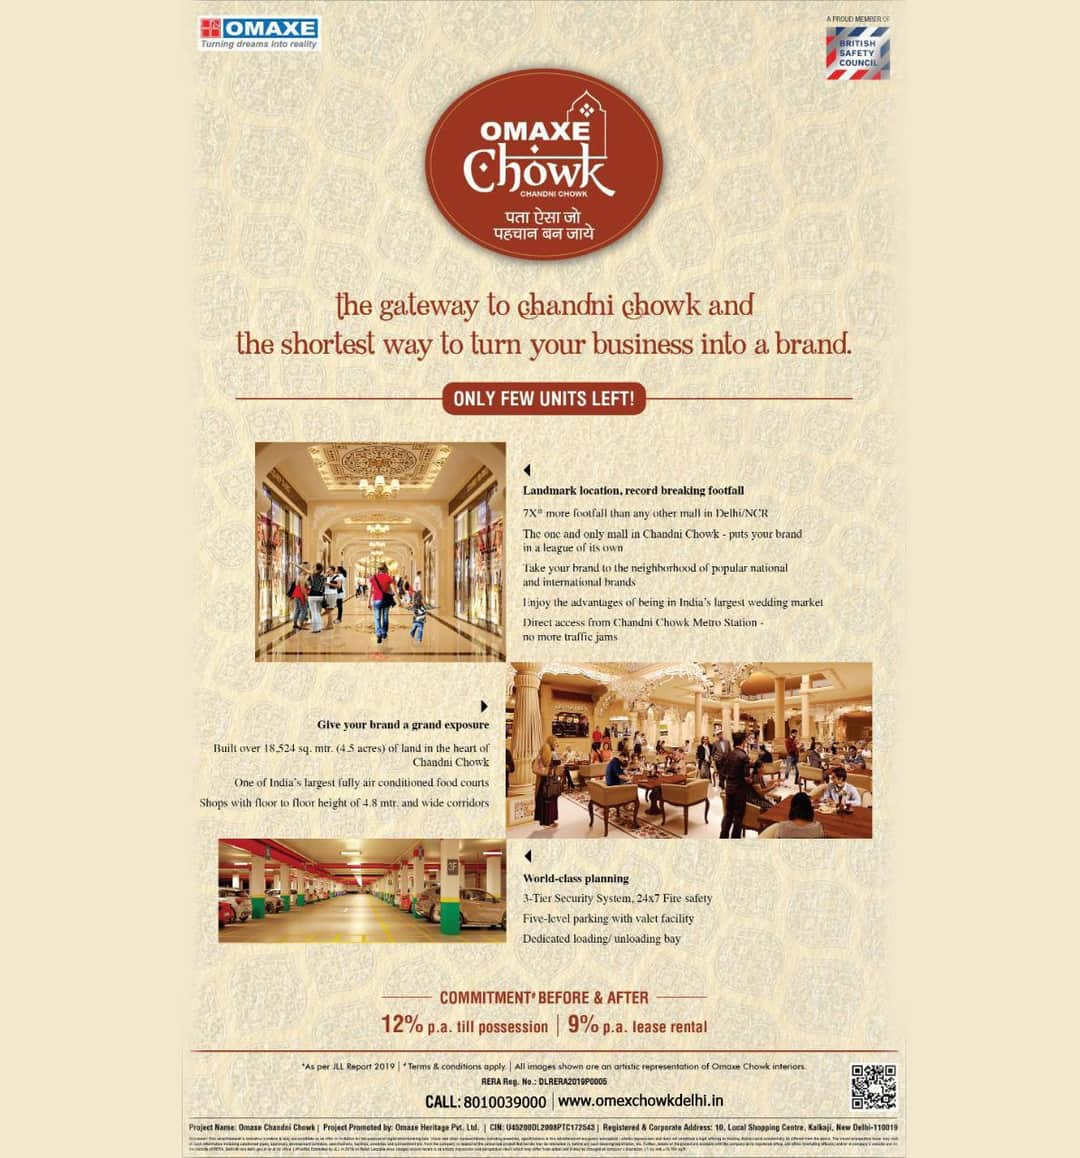 OMAXE
Turning dreams into reality
A PROUD MEMBER OF
BRITISH
SAFETY
COUNCIL
OMAXE
Chowk
CHANDNI CHOWK
पता ऐसा जो
पहचान बन जाये
the gateway to chandni chowk and
the shortest way to turn your business into a brand.
ONLY FEW UNITS LEFT!
Landmark location, record breaking footfall
7X* more footfall than any other mall in Delhi/NCR
The one and only mall in Chandni Chowk - puts your brand
in a league of its own
Take your brand to the neighborhood of popular national
and international brands
Enjoy the advantages of being in India's largest wedding market
Direct access from Chandni Chowk Metro Station -
no more traffic jams
Give your brand a grand exposure
Built over 18,524 sq. mtr. (4.5 acres) of land in the heart of
Chandni Chowk
One of India's largest fully air conditioned food courts
Shops with floor to floor height of 4.8 mtr. and wide corridors
3F
World-class planning
3-Tier Security System, 24x7 Fire safety
Five-level parking with valet facility
Dedicated loading/ unloading bay
COMMITMENT# BEFORE & AFTER
12% p.a. till possession | 9% p.a. lease rental
*As per JLL Report 2019 | #Terms & conditions apply. | All images shown are an artistic representation of Omaxe Chowk interiors.
RERA Reg. No.: DLRERA2019P0005
CALL: 8010039000 | www.omexchowkdelhi.in
Project Name: Omaxe Chandni Chowk | Project Promoted by: Omaxe Heritage Pvt. Ltd. | CIN: U45200DL2008PTC172543 | Registered & Corporate Address: 10, Local Shopping Centre, Kalkaji, New Delhi-110019